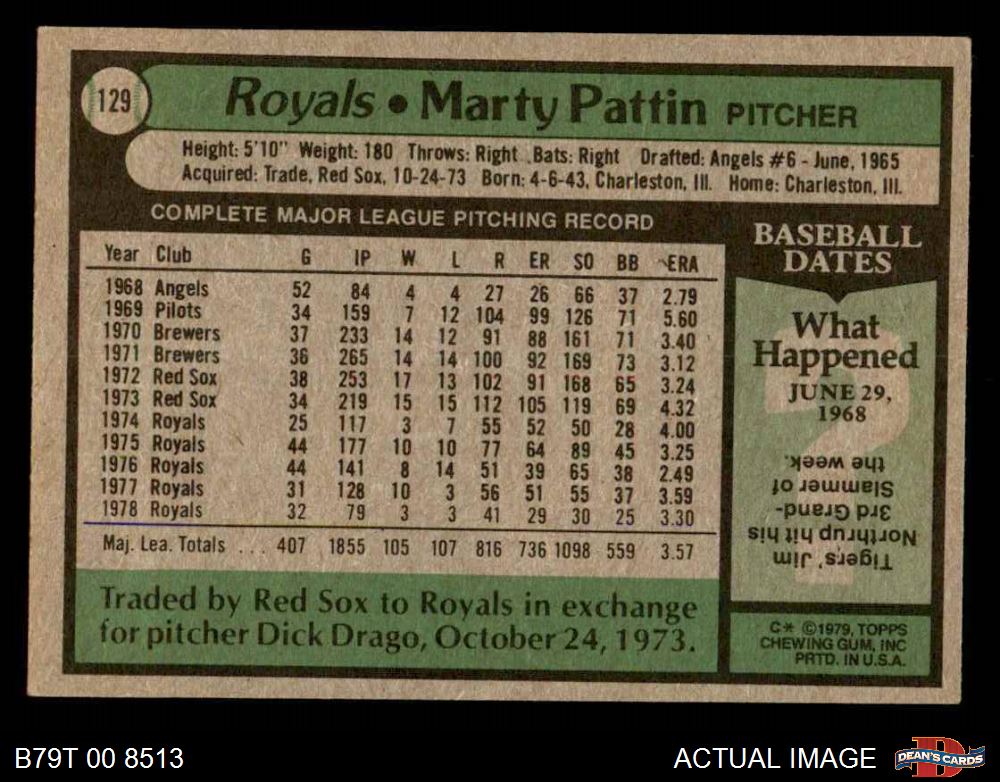 129
Royals • Marty Pattin PITCHER
Height: 5'10" Weight: 180 Throws: Right Bats: Right Drafted: Angels #6 - June, 1965
Acquired: Trade, Red Sox, 10-24-73 Born: 4-6-43, Charleston, Ill. Home: Charleston, Ill.
COMPLETE MAJOR LEAGUE PITCHING RECORD
Year Club G IP W L R ER SO BB ERA
1968 Angels 52 84 4 4 27 26 66 37 2.79
1969 Pilots 34 159 7 12 104 99 126 71 5.60
1970 Brewers 37 233 14 12 91 88 161 71 3.40
1971 Brewers 36 265 14 14 100 92 169 73 3.12
1972 Red Sox 38 253 17 13 102 91 168 65 3.24
1973 Red Sox 34 219 15 15 112 105 119 69 4.32
1974 Royals 25 117 3 7 55 52 50 28 4.00
1975 Royals 44 177 10 10 77 64 89 45 3.25
1976 Royals 44 141 8 14 51 39 65 38 2.49
1977 Royals 31 128 10 3 56 51 55 37 3.59
1978 Royals 32 79 3 3 41 29 30 25 3.30
Maj. Lea. Totals ... 407 1855 105 107 816 736 1098 559 3.57
Traded by Red Sox to Royals in exchange
for pitcher Dick Drago, October 24, 1973.
BASEBALL
DATES
What
Happened
JUNE 29,
1968
Tigers' Jim
Northrup hit his
3rd Grand-
Slammer of
the week.
C* ©1979, TOPPS
CHEWING GUM, INC
PRTD. IN U.S.A.
B79T 00 8513
ACTUAL IMAGE
D
DEAN'S CARDS